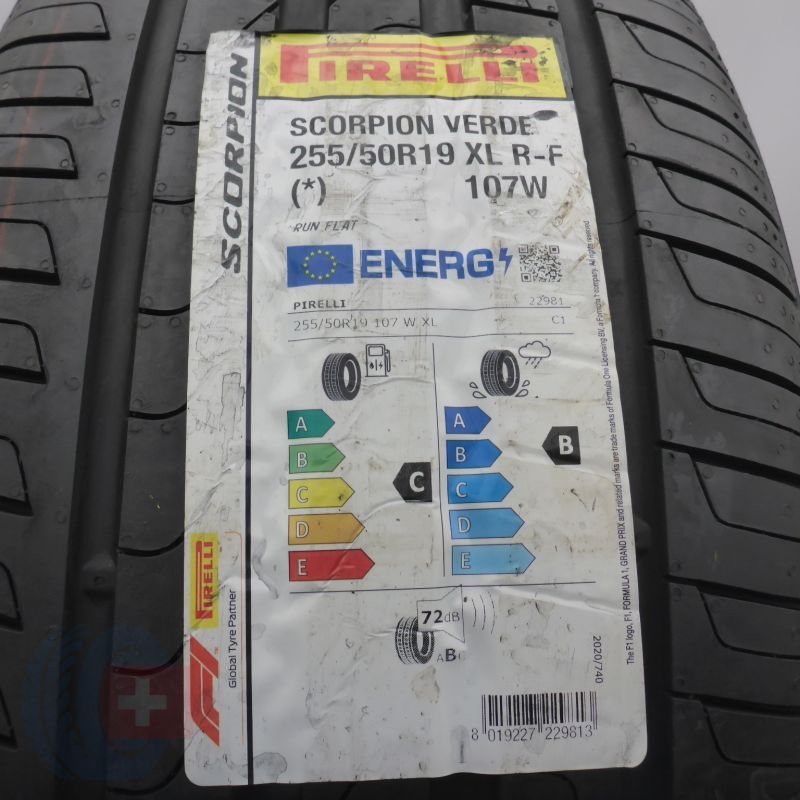 PIRELLI
SCORPION VERDE
255/50R19 XL R-F
(*) 107W
RUN FLAT
ENERG
PIRELLI 22981
255/50R19 107 W XL C1
A
B
C
D
E
C
A
B
C
D
E
B
72dB
ABC
2020/740
8 019227 229813
SCORPION
PIRELLI
F1
Global Tyre Partner
The F1 logo, F1, FORMULA 1, GRAND PRIX and related marks are trade marks of Formula One Licensing BV, a Formula 1 company. All rights reserved.